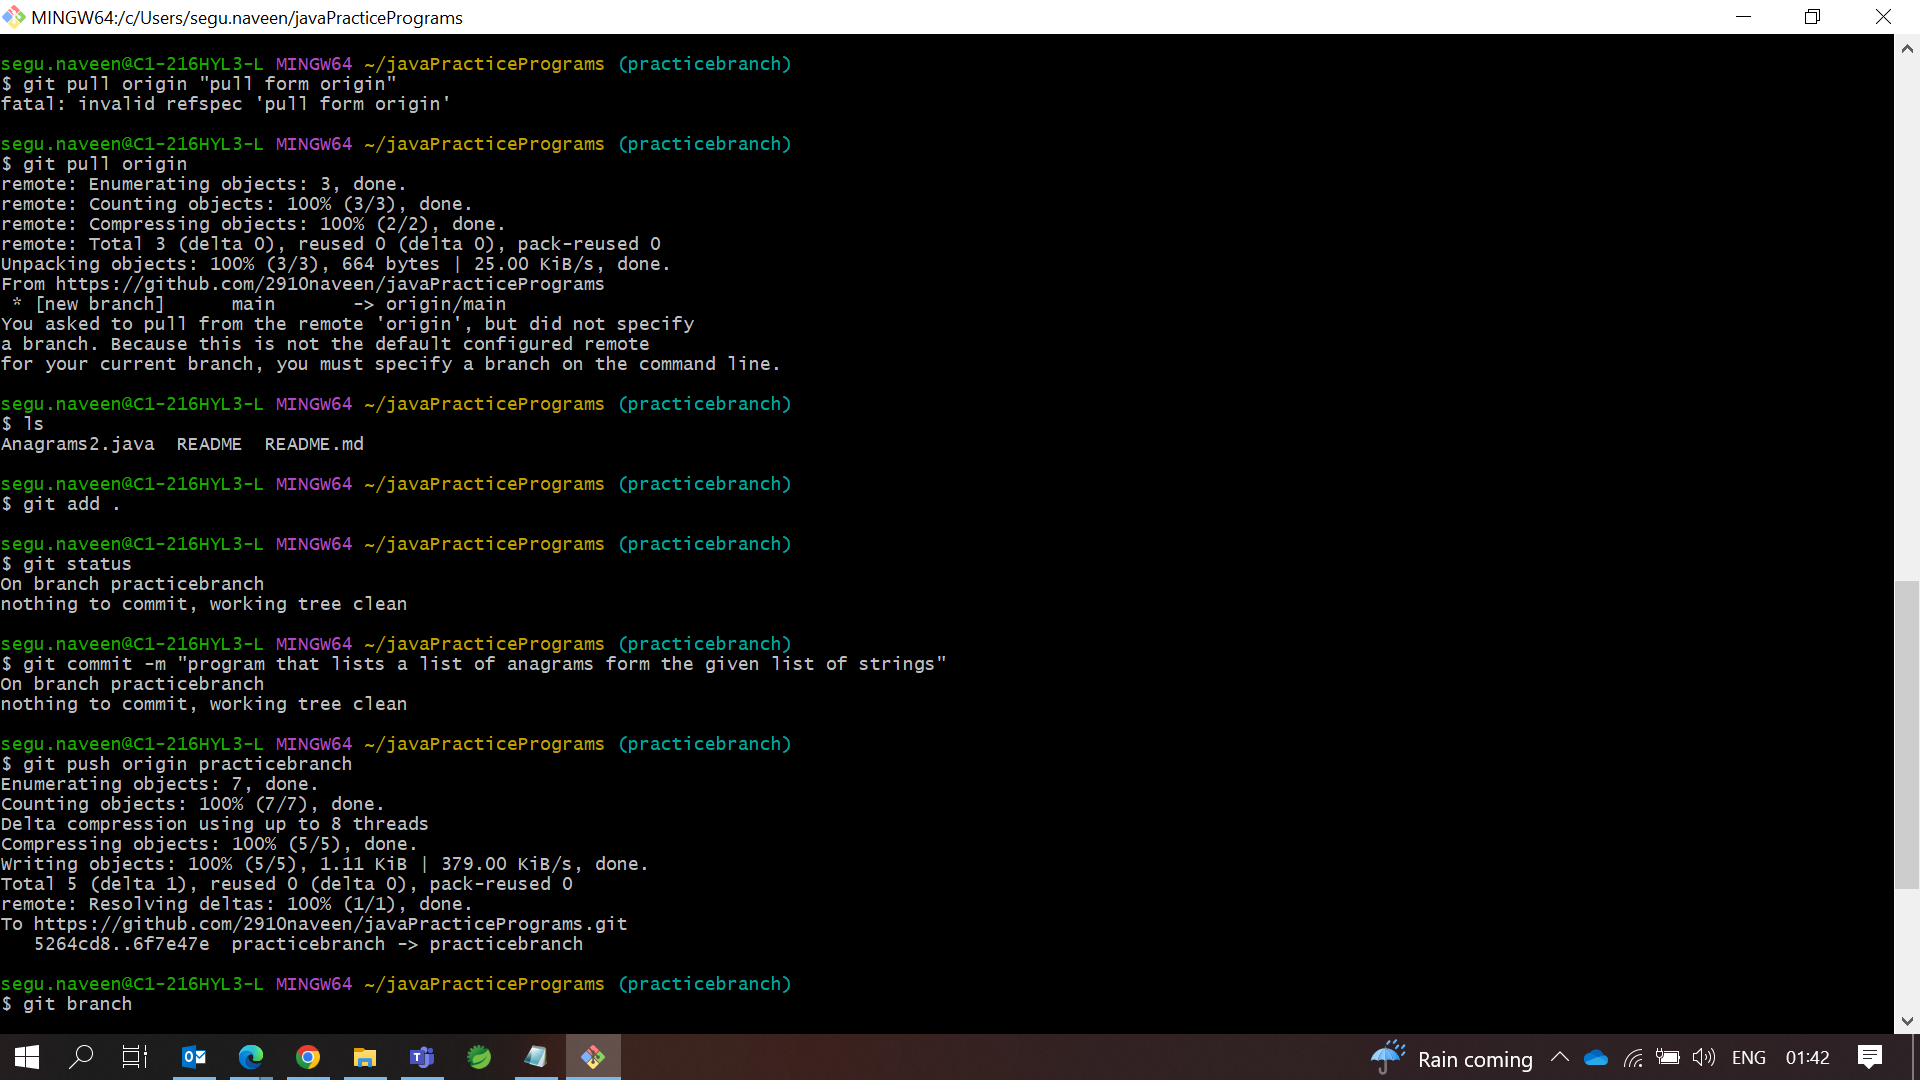 MINGW64:/c/Users/segu.naveen/javaPracticePrograms
segu.naveen@C1-216HYL3-L MINGW64 ~/javaPracticePrograms (practicebranch)
$ git pull origin "pull form origin"
fatal: invalid refspec 'pull form origin'
segu.naveen@C1-216HYL3-L MINGW64 ~/javaPracticePrograms (practicebranch)
$ git pull origin
remote: Enumerating objects: 3, done.
remote: Counting objects: 100% (3/3), done.
remote: Compressing objects: 100% (2/2), done.
remote: Total 3 (delta 0), reused 0 (delta 0), pack-reused 0
Unpacking objects: 100% (3/3), 664 bytes | 25.00 KiB/s, done.
From https://github.com/2910naveen/javaPracticePrograms
 * [new branch]      main       -> origin/main
You asked to pull from the remote 'origin', but did not specify
a branch. Because this is not the default configured remote
for your current branch, you must specify a branch on the command line.
segu.naveen@C1-216HYL3-L MINGW64 ~/javaPracticePrograms (practicebranch)
$ ls
Anagrams2.java  README  README.md
segu.naveen@C1-216HYL3-L MINGW64 ~/javaPracticePrograms (practicebranch)
$ git add .
segu.naveen@C1-216HYL3-L MINGW64 ~/javaPracticePrograms (practicebranch)
$ git status
On branch practicebranch
nothing to commit, working tree clean
segu.naveen@C1-216HYL3-L MINGW64 ~/javaPracticePrograms (practicebranch)
$ git commit -m "program that lists a list of anagrams form the given list of strings"
On branch practicebranch
nothing to commit, working tree clean
segu.naveen@C1-216HYL3-L MINGW64 ~/javaPracticePrograms (practicebranch)
$ git push origin practicebranch
Enumerating objects: 7, done.
Counting objects: 100% (7/7), done.
Delta compression using up to 8 threads
Compressing objects: 100% (5/5), done.
Writing objects: 100% (5/5), 1.11 KiB | 379.00 KiB/s, done.
Total 5 (delta 1), reused 0 (delta 0), pack-reused 0
remote: Resolving deltas: 100% (1/1), done.
To https://github.com/2910naveen/javaPracticePrograms.git
   5264cd8..6f7e47e  practicebranch -> practicebranch
segu.naveen@C1-216HYL3-L MINGW64 ~/javaPracticePrograms (practicebranch)
$ git branch
Rain coming ENG 01:42